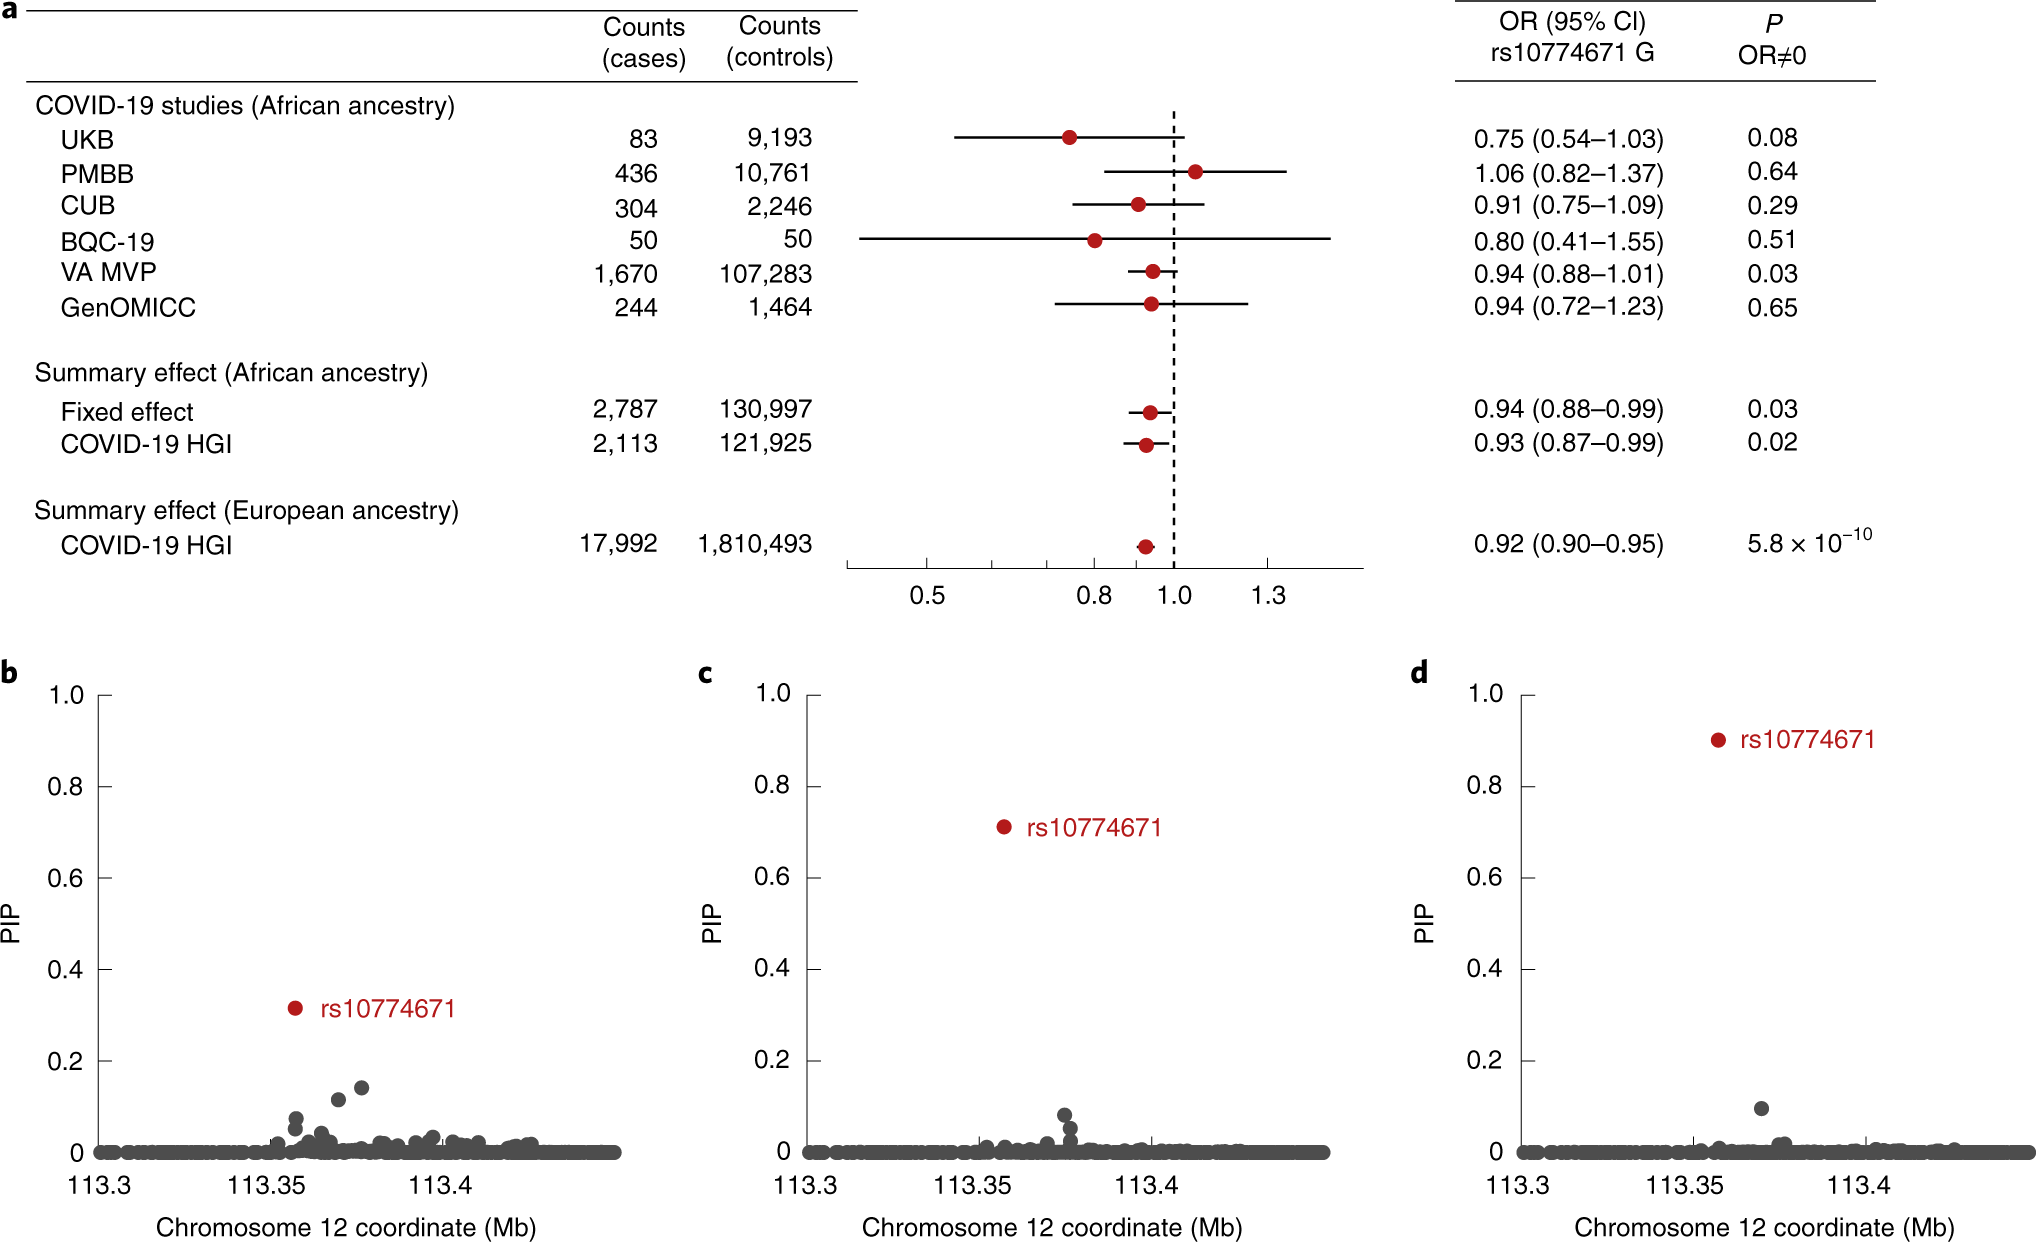 a
Counts (cases) Counts (controls) OR (95% CI) rs10774671 G P OR≠0
COVID-19 studies (African ancestry)
UKB 83 9,193 0.75 (0.54–1.03) 0.08
PMBB 436 10,761 1.06 (0.82–1.37) 0.64
CUB 304 2,246 0.91 (0.75–1.09) 0.29
BQC-19 50 50 0.80 (0.41–1.55) 0.51
VA MVP 1,670 107,283 0.94 (0.88–1.01) 0.03
GenOMICC 244 1,464 0.94 (0.72–1.23) 0.65
Summary effect (African ancestry)
Fixed effect 2,787 130,997 0.94 (0.88–0.99) 0.03
COVID-19 HGI 2,113 121,925 0.93 (0.87–0.99) 0.02
Summary effect (European ancestry)
COVID-19 HGI 17,992 1,810,493 0.92 (0.90–0.95) 5.8 × 10⁻¹⁰
0.5 0.8 1.0 1.3
b
1.0
0.8
0.6
0.4
0.2
0
PIP
rs10774671
113.3 113.35 113.4
Chromosome 12 coordinate (Mb)
c
1.0
0.8
0.6
0.4
0.2
0
PIP
rs10774671
113.3 113.35 113.4
Chromosome 12 coordinate (Mb)
d
1.0
0.8
0.6
0.4
0.2
0
PIP
rs10774671
113.3 113.35 113.4
Chromosome 12 coordinate (Mb)